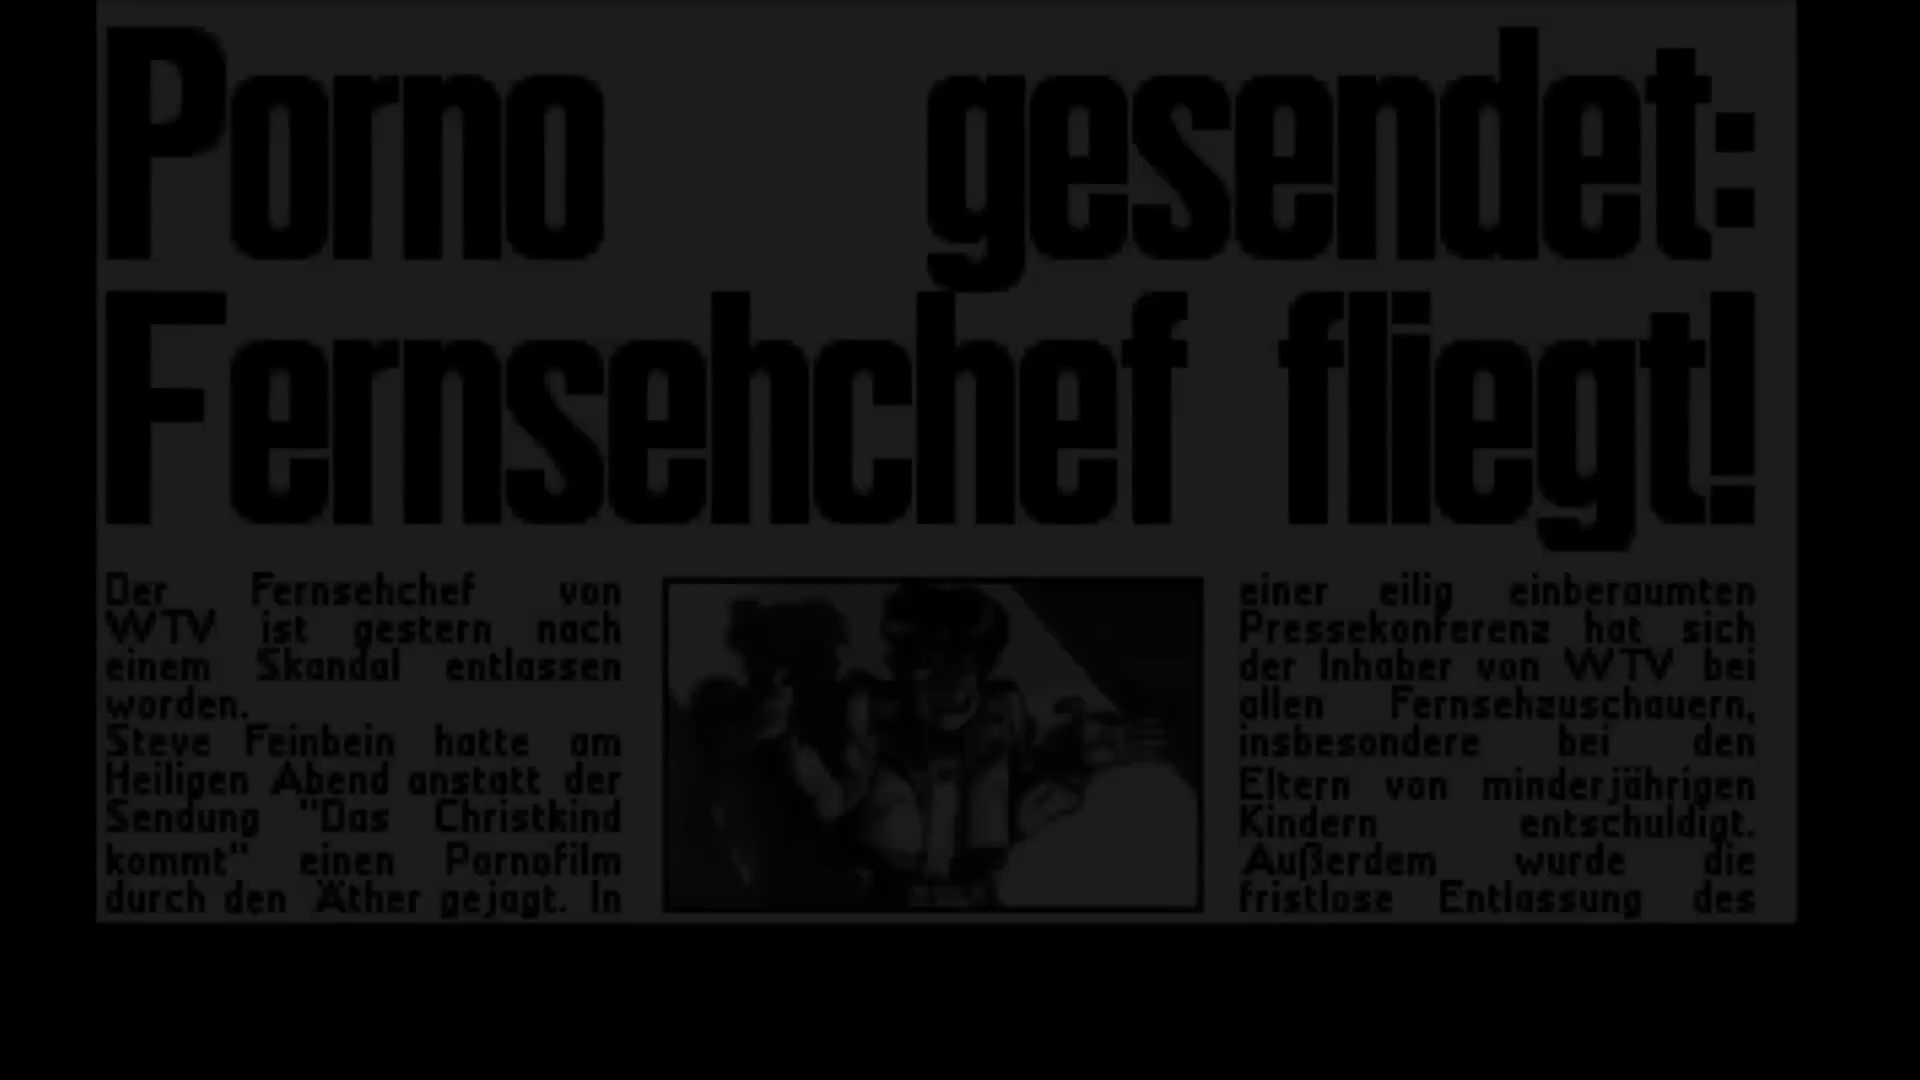 Porno gesendet:
Fernsehchef fliegt!
Der Fernsehchef von
WTV ist gestern nach
einem Skandal entlassen
worden.
Steve Feinbein hatte am
Heiligen Abend anstatt der
Sendung "Das Christkind
kommt" einen Pornofilm
durch den Äther gejagt. In
einer eilig einberaumten
Pressekonferenz hat sich
der Inhaber von WTV bei
allen Fernsehzuschauern,
insbesondere bei den
Eltern von minderjährigen
Kindern entschuldigt.
Außerdem wurde die
fristlose Entlassung des